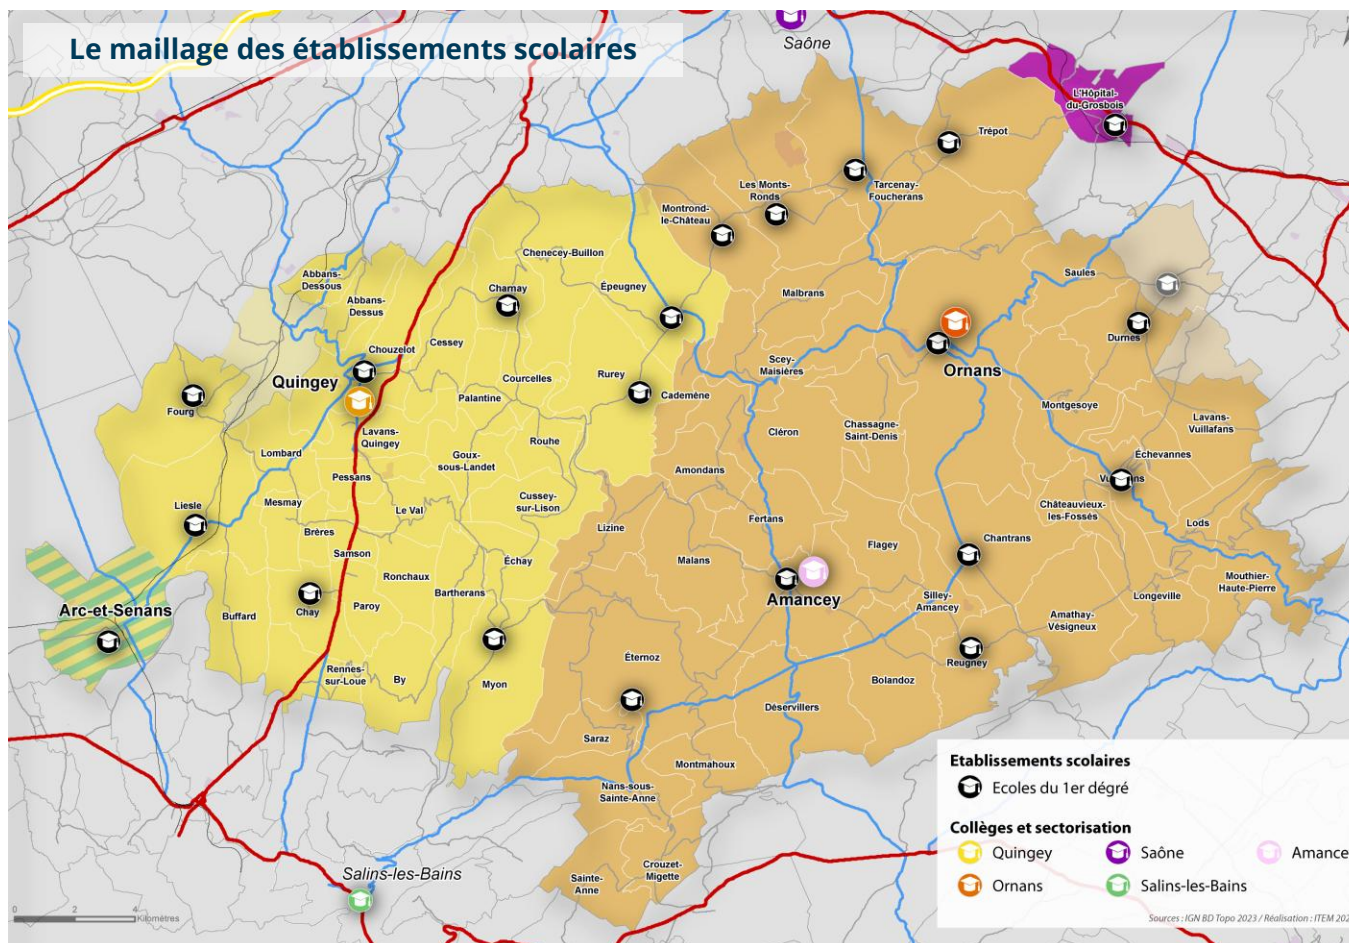 Le maillage des établissements scolaires
Saône
L'Hôpital-
du-Grosbois
Trépot
Tarcenay-
Foucherans
Les Monts-
Ronds
Montrond-
le-Château
Chenecey-Buillon
Abbans-
Dessous
Abbans-
Dessus
Charnay
Épeugney
Malbrans
Saules
Durnes
Chouzelot
Cessey
Quingey
Courcelles
Rurey
Scey-
Maisières
Ornans
Fourg
Palantine
Cademène
Montgesoye
Lavans-
Vuillafans
Lavans-
Quingey
Cléron
Chassagne-
Saint-Denis
Lombard
Rouhe
Goux-
sous-Landet
Échevannes
Pessans
Amondans
Liesle
Mesmay
Le Val
Cussey-
sur-Lison
Châteauvieux-
les-Fossés
Lizine
Fertans
Lods
Brères
Samson
Chantrans
Flagey
Échay
Malans
Ronchaux
Mouthier-
Haute-Pierre
Bartherans
Longeville
Arc-et-Senans
Chay
Paroy
Amancey
Silley-
Amancey
Buffard
Amathay-
Vésigneux
Éternoz
Reugney
Rennes-
sur-Loue
By
Myon
Bolandoz
Déservillers
Saraz
Montmahoux
Nans-sous-
Sainte-Anne
Crouzet-
Migette
Sainte-
Anne
Salins-les-Bains
Etablissements scolaires
Ecoles du 1er dégré
Collèges et sectorisation
Quingey
Saône
Amance
Ornans
Salins-les-Bains
0 2 4
Kilomètres
Sources : IGN BD Topo 2023 / Réalisation : ITEM 202